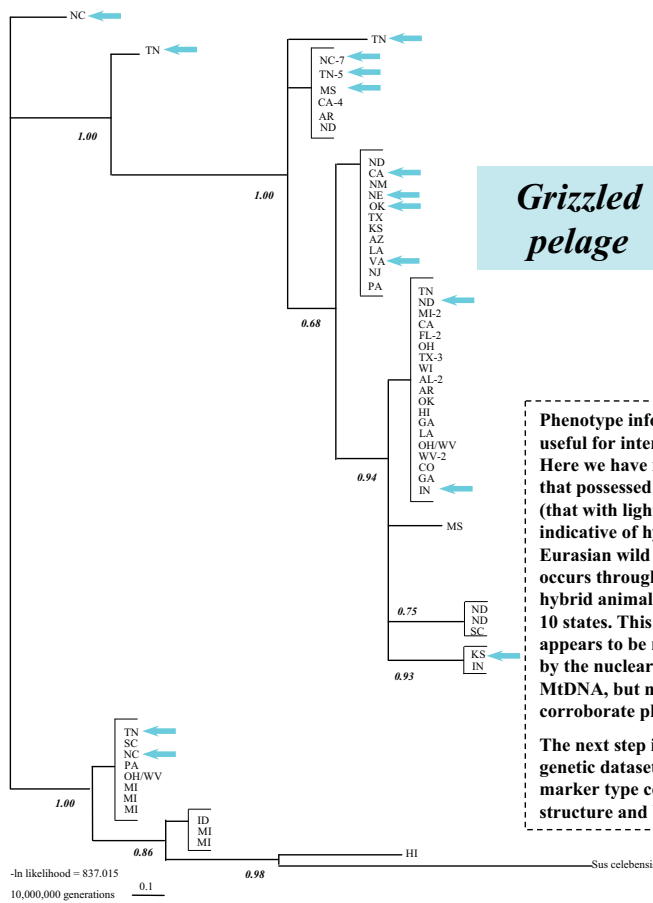 NC
TN
TN
NC-7
TN-5
MS
CA-4
AR
ND
1.00
1.00
ND
CA
NM
NE
OK
TX
KS
AZ
LA
VA
NJ
PA
Grizzled
pelage
0.68
TN
ND
MI-2
CA
FL-2
OH
TX-3
WI
AL-2
AR
OK
HI
GA
LA
OH/WV
WV-2
CO
GA
IN
0.94
MS
0.75
ND
ND
SC
0.93
KS
IN
Phenotype info
useful for inter
Here we have
that possessed
(that with ligh
indicative of hy
Eurasian wild
occurs through
hybrid animal
10 states. This
appears to be
by the nuclear
MtDNA, but
corroborate pl
The next step i
genetic dataset
marker type c
structure and
TN
SC
NC
PA
OH/WV
MI
MI
MI
1.00
ID
MI
MI
0.86
HI
0.98
Sus celebensi
-ln likelihood = 837.015
10,000,000 generations
0.1